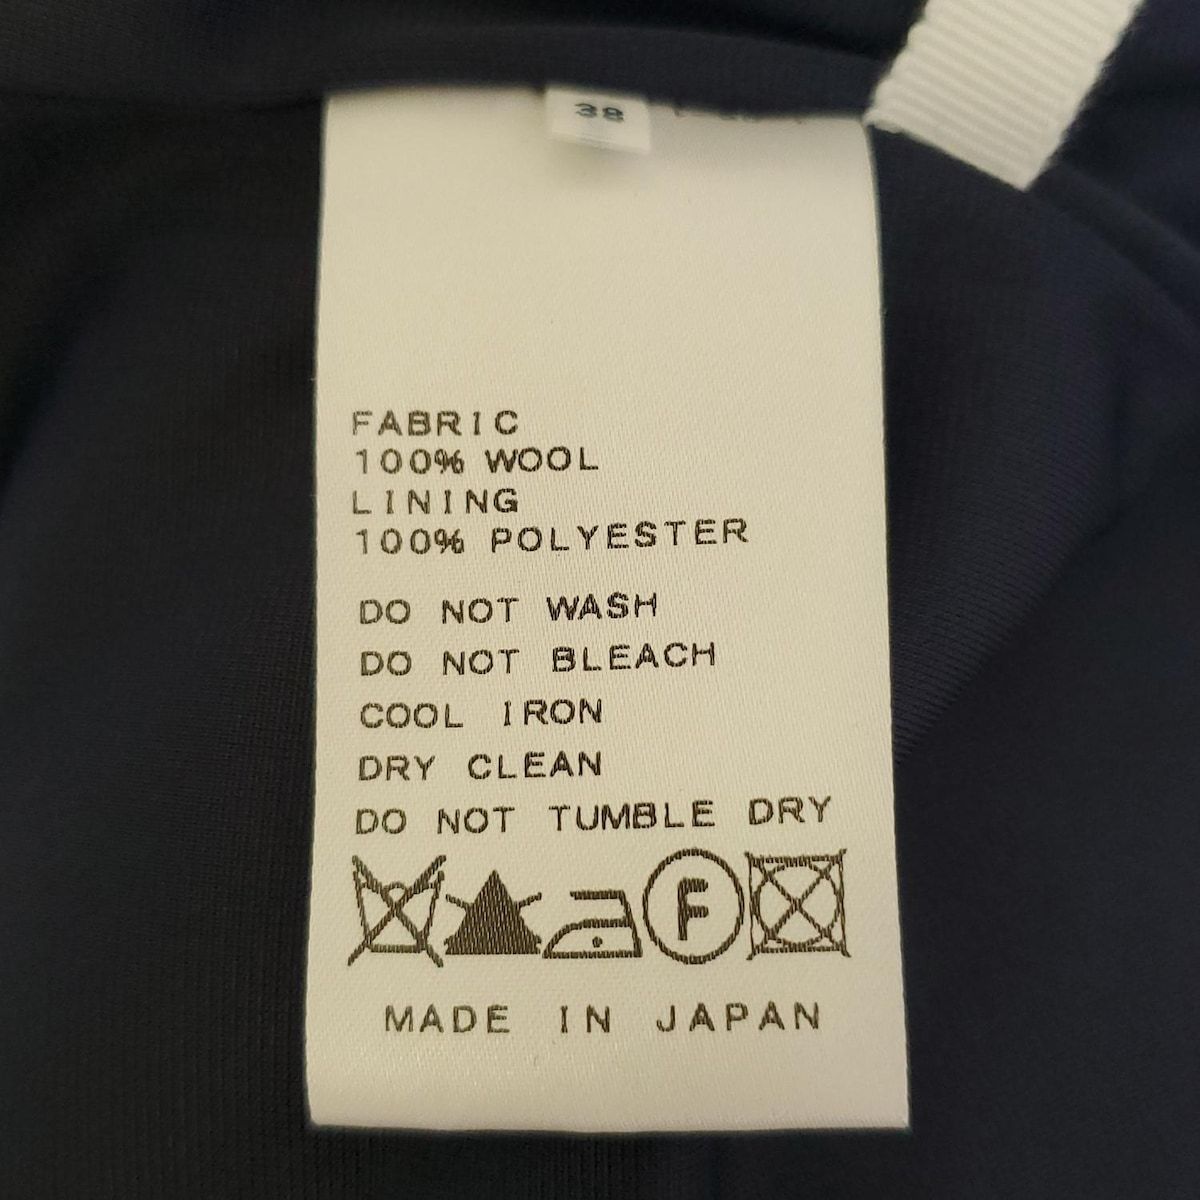 38
FABRIC
100% WOOL
LINING
100% POLYESTER
DO NOT WASH
DO NOT BLEACH
COOL IRON
DRY CLEAN
DO NOT TUMBLE DRY
F
MADE IN JAPAN